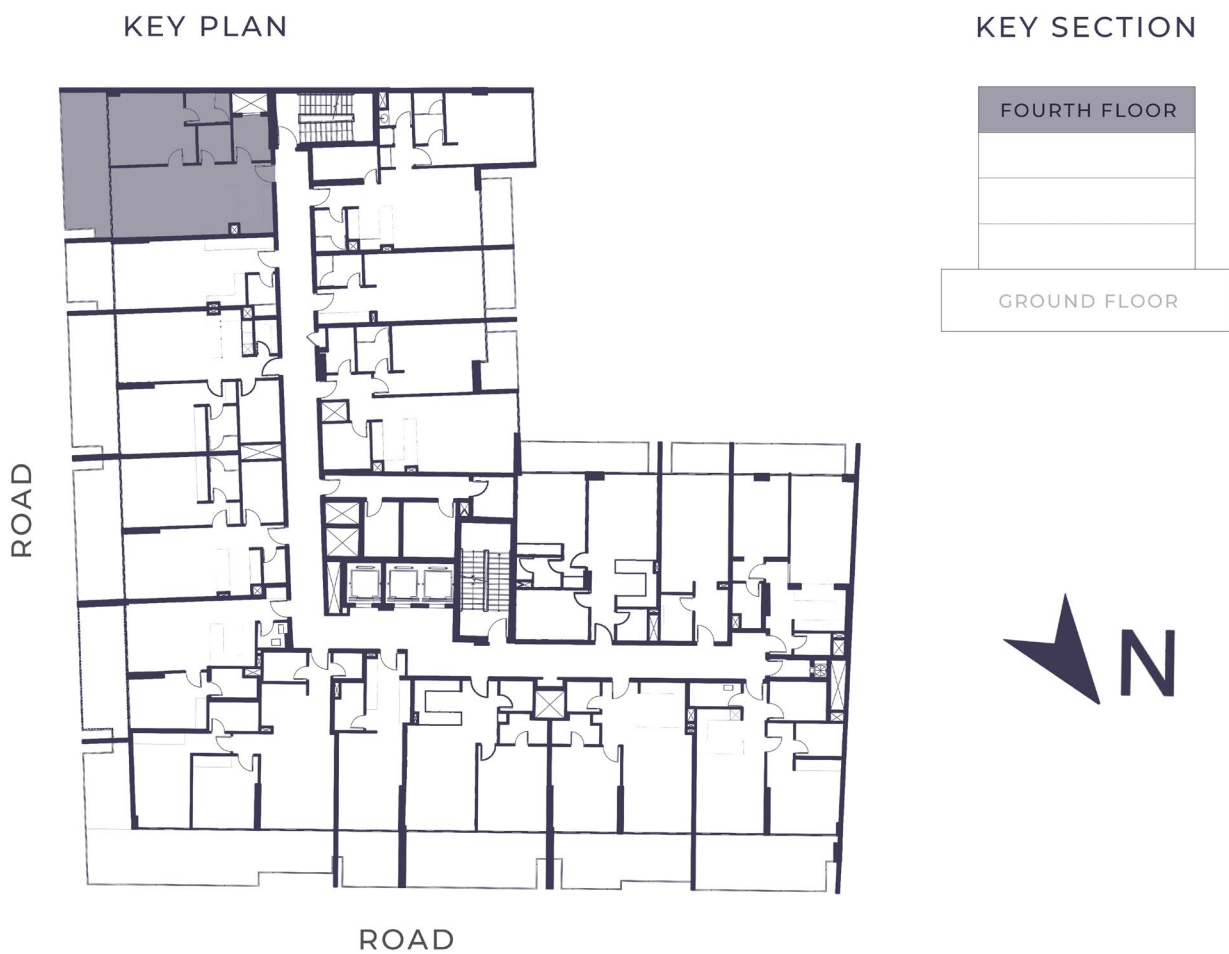 KEY PLAN
KEY SECTION
FOURTH FLOOR
GROUND FLOOR
ROAD
N
ROAD